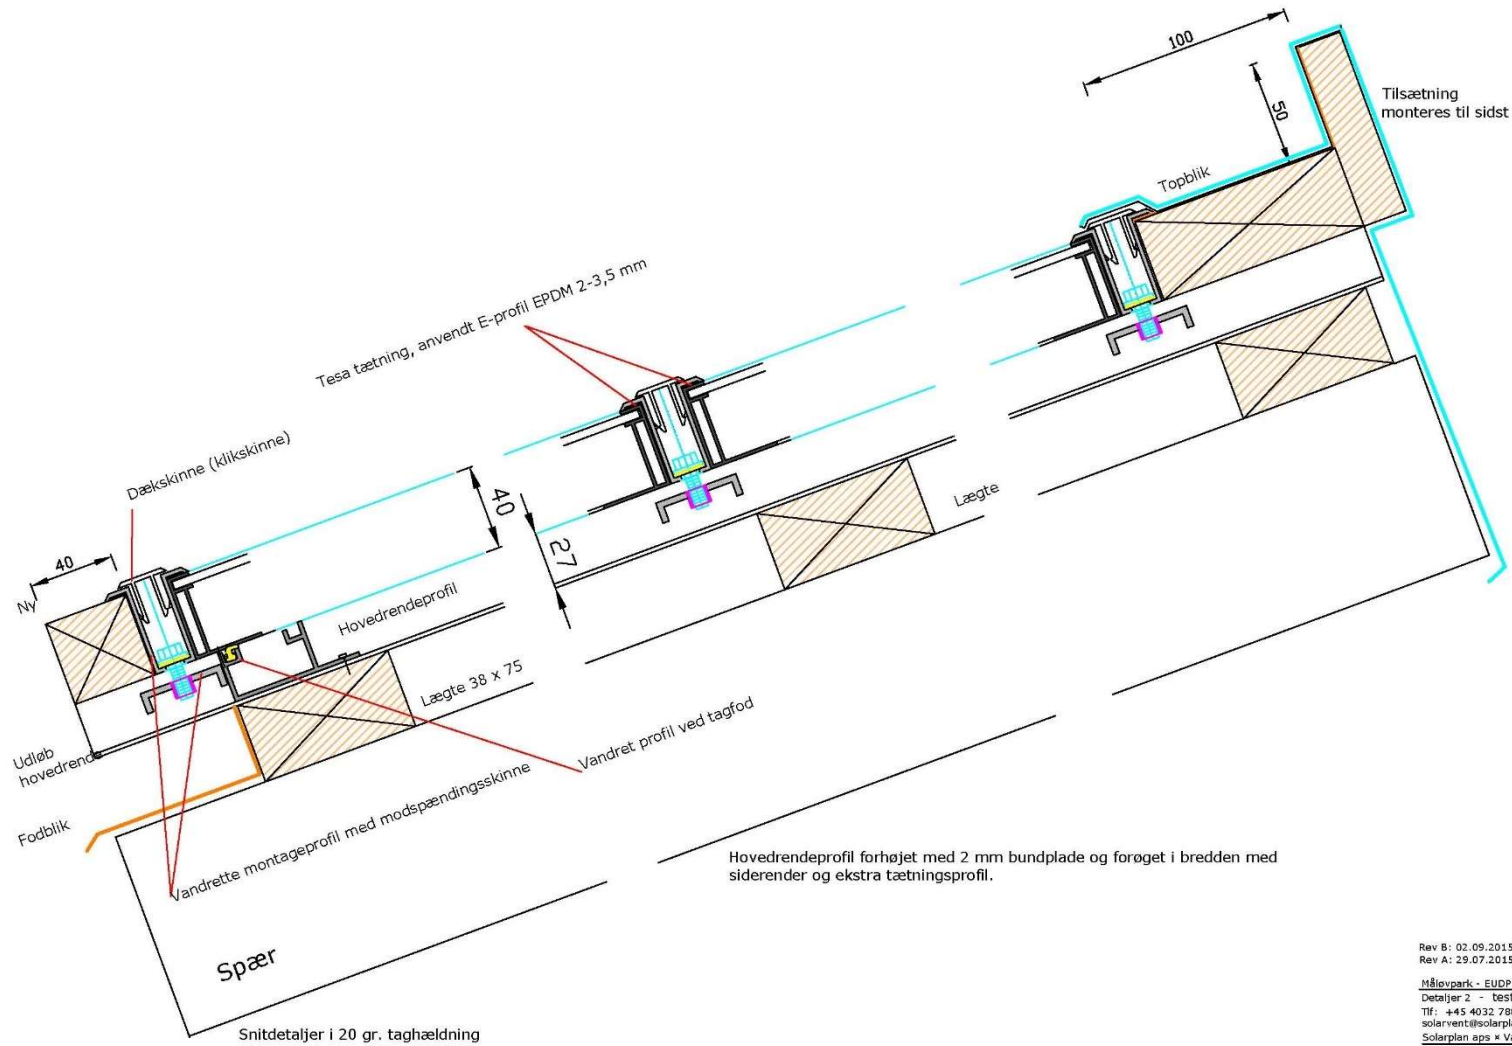 100
50
Tilsætning
monteres til sidst
Topblik
Tesa tætning, anvendt E-profil EPDM 2-3,5 mm
Dækskinne (klikskinne)
40
27
Lægte
40
Ny
Hovedrendeprofil
Lægte 38 x 75
Udløb
hovedrende
Vandret profil ved tagfod
Fodblik
Vandrette montageprofil med modspændingsskinne
Hovedrendeprofil forhøjet med 2 mm bundplade og forøget i bredden med
siderender og ekstra tætningsprofil.
Spær
Snitdetaljer i 20 gr. taghældning
Rev B: 02.09.2015
Rev A: 29.07.2015
Måløvpark - EUDP
Detaljer 2 -
Tlf: +45 4032
Solarplan aps